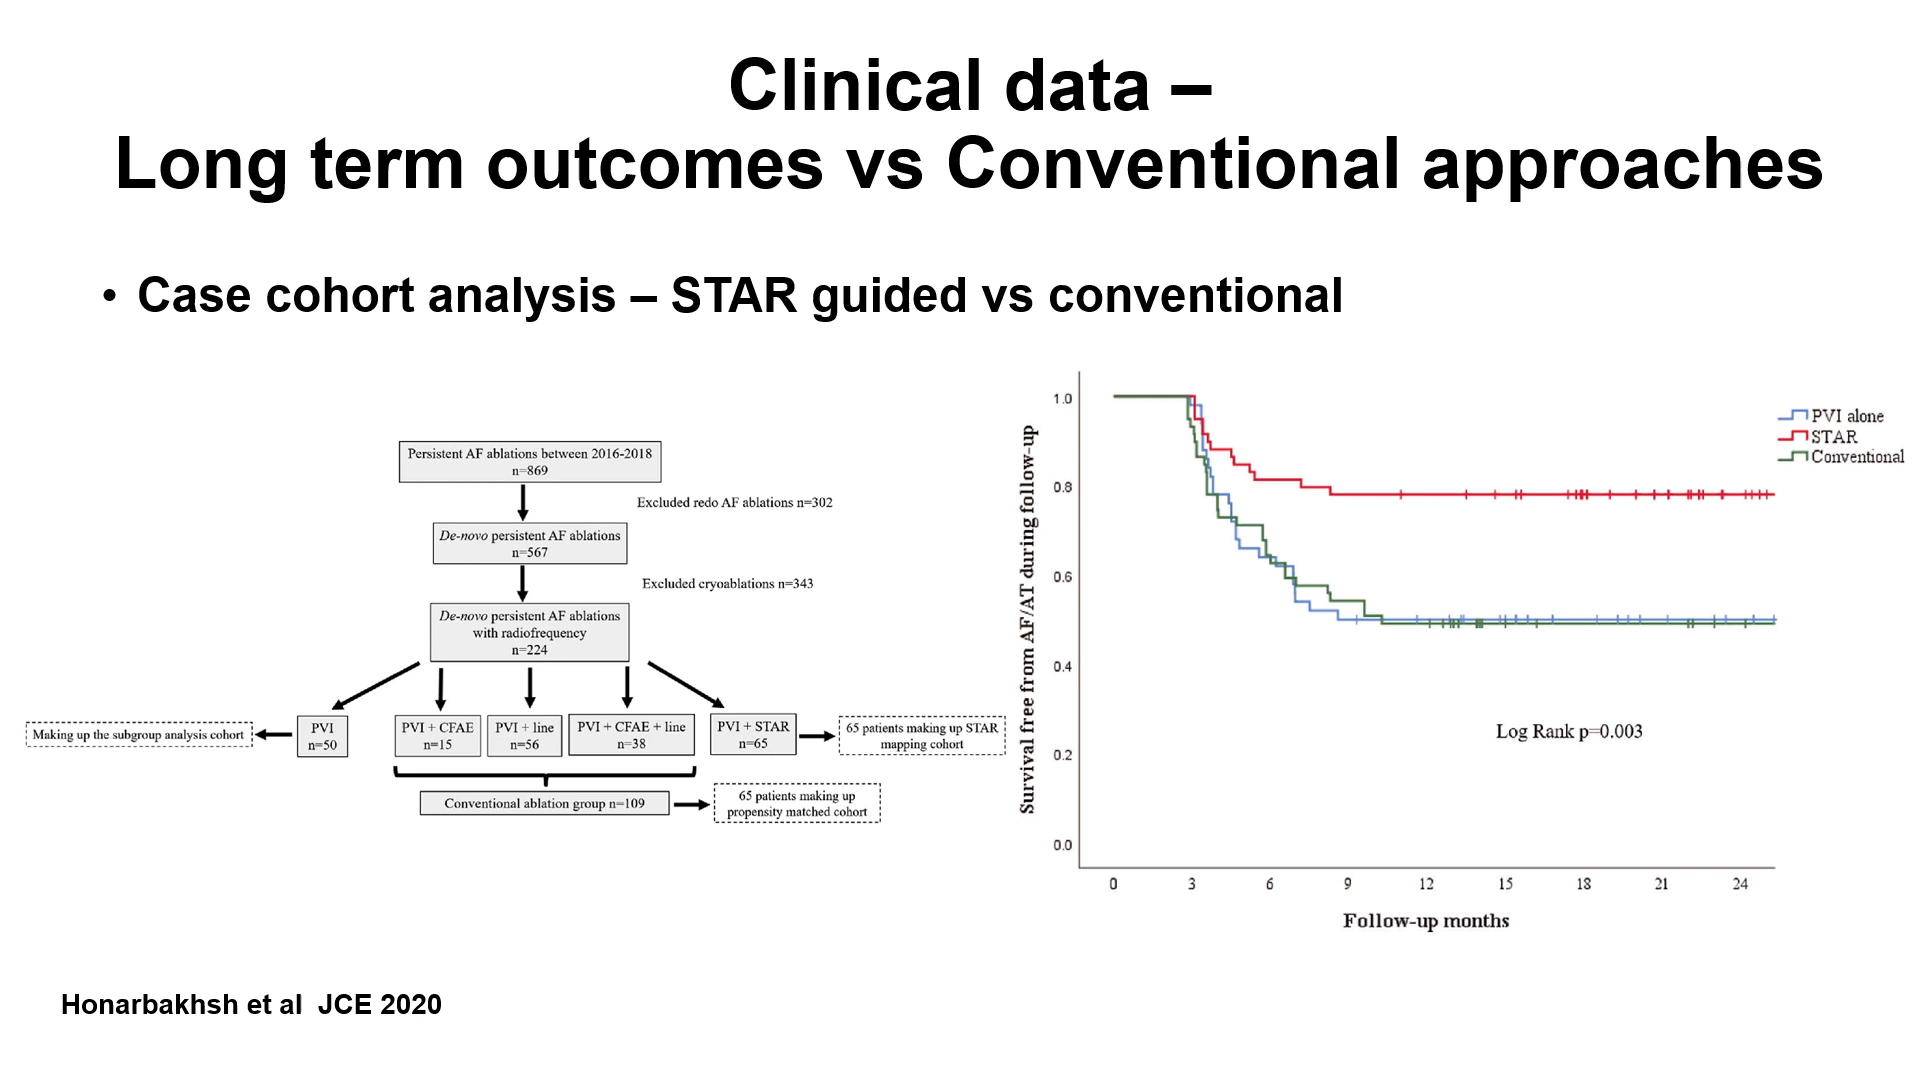 Clinical data –
Long term outcomes vs Conventional approaches
• Case cohort analysis – STAR guided vs conventional
Persistent AF ablations between 2016-2018
n=869
Excluded redo AF ablations n=302
De-novo persistent AF ablations
n=567
Excluded cryoablations n=343
De-novo persistent AF ablations
with radiofrequency
n=224
Making up the subgroup analysis cohort
PVI
n=50
PVI + CFAE
n=15
PVI + line
n=56
PVI + CFAE + line
n=38
PVI + STAR
n=65
65 patients making up STAR
mapping cohort
Conventional ablation group n=109
65 patients making up
propensity matched cohort
Survival free from AF/AT during follow-up
1.0
0.8
0.6
0.4
0.2
0.0
PVI alone
STAR
Conventional
Log Rank p=0.003
0 3 6 9 12 15 18 21 24
Follow-up months
Honarbakhsh et al  JCE 2020